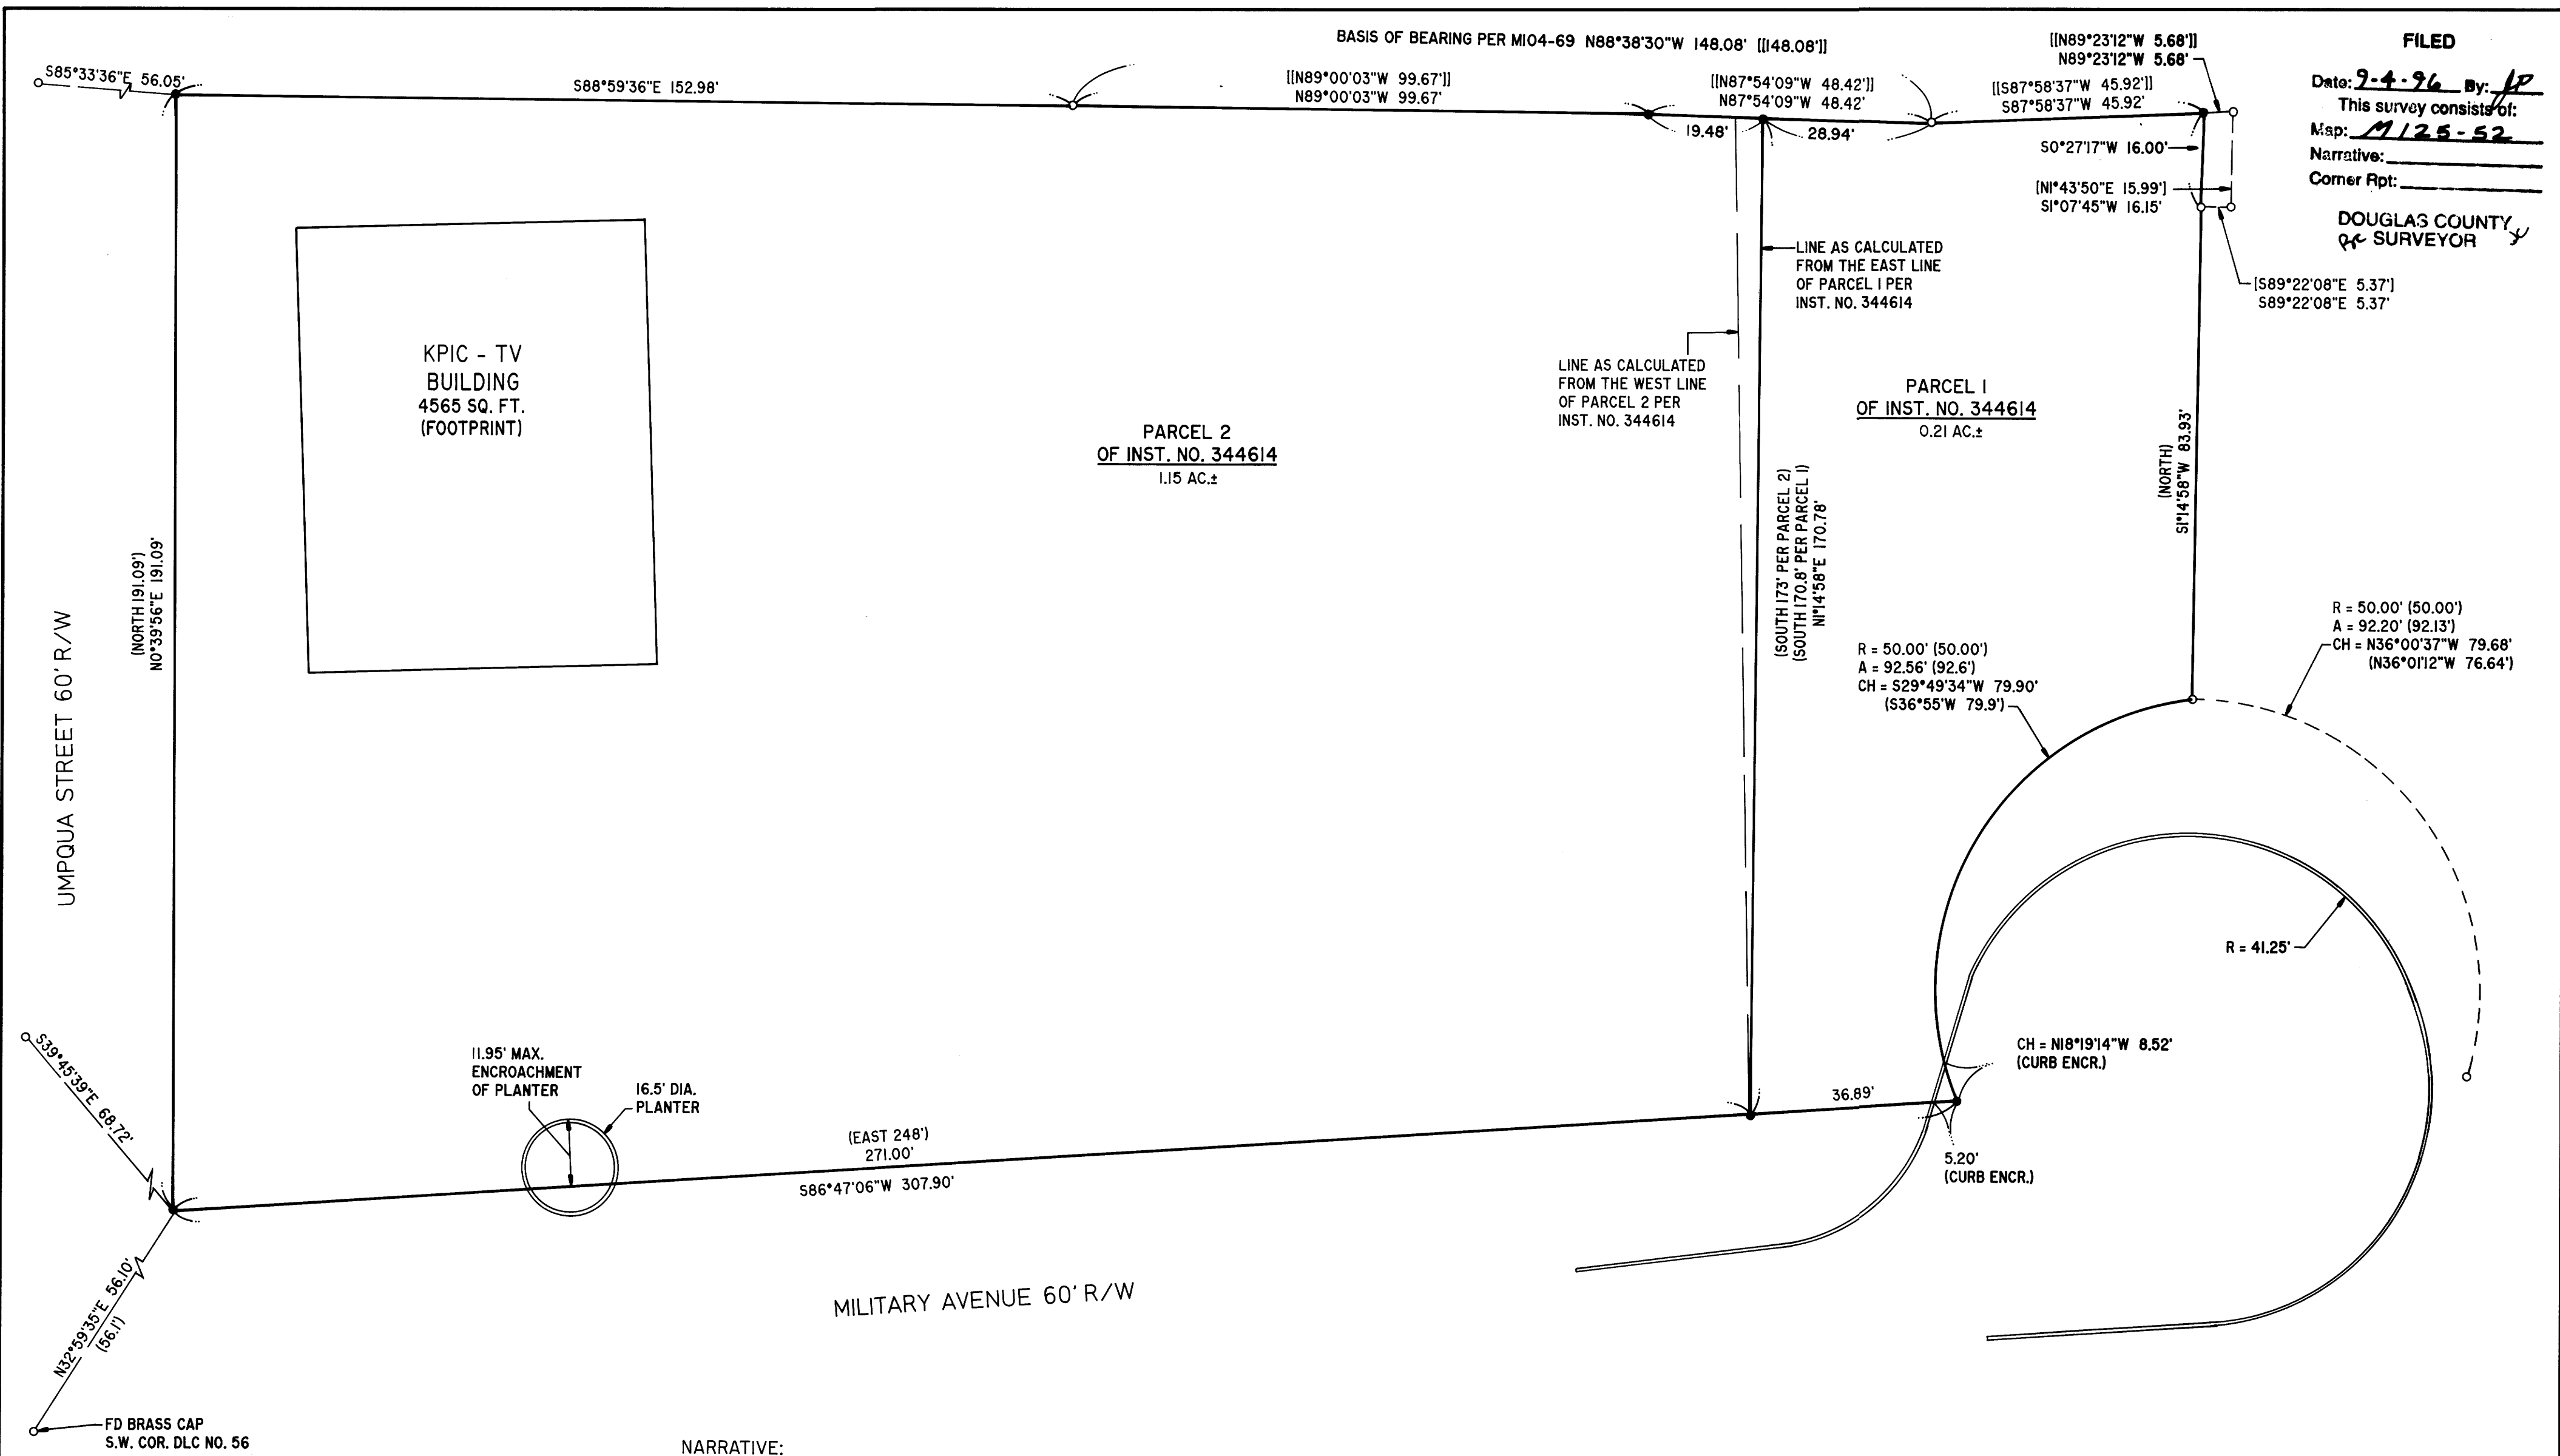 BASIS OF BEARING PER M104-69 N88°38'30"W 148.08' [[148.08']]
S85°33'36"E 56.05'
S88°59'36"E 152.98'
[[N89°00'03"W 99.67']]
N89°00'03"W 99.67'
[[N87°54'09"W 48.42']]
N87°54'09"W 48.42'
19.48'
28.94'
[[S87°58'37"W 45.92']]
S87°58'37"W 45.92'
[[N89°23'12"W 5.68']]
N89°23'12"W 5.68'
S0°27'17"W 16.00'
[N1°43'50"E 15.99']
S1°07'45"W 16.15'
[S89°22'08"E 5.37']
S89°22'08"E 5.37'
FILED
Date: 9-4-96 By:
This survey consists of:
Map: M125-52
Narrative:
Corner Rpt:
DOUGLAS COUNTY
SURVEYOR
KPIC - TV
BUILDING
4565 SQ. FT.
(FOOTPRINT)
PARCEL 2
OF INST. NO. 344614
1.15 AC.±
LINE AS CALCULATED
FROM THE EAST LINE
OF PARCEL 1 PER
INST. NO. 344614
LINE AS CALCULATED
FROM THE WEST LINE
OF PARCEL 2 PER
INST. NO. 344614
PARCEL 1
OF INST. NO. 344614
0.21 AC.±
(NORTH)
S1°14'58"W 83.93'
(SOUTH 173' PER PARCEL 2)
(SOUTH 170.8' PER PARCEL 1)
N1°14'58"E 170.78'
(NORTH 191.09')
N0°39'56"E 191.09'
UMPQUA STREET 60' R/W
R = 50.00' (50.00')
A = 92.56' (92.6')
CH = S29°49'34"W 79.90'
(S36°55'W 79.9')
R = 50.00' (50.00')
A = 92.20' (92.13')
CH = N36°00'37"W 79.68'
(N36°01'12"W 76.64')
R = 41.25'
CH = N18°19'14"W 8.52'
(CURB ENCR.)
36.89'
5.20'
(CURB ENCR.)
11.95' MAX.
ENCROACHMENT
OF PLANTER
16.5' DIA.
PLANTER
(EAST 248')
271.00'
S86°47'06"W 307.90'
S39°45'39"E 68.72'
N32°59'35"E 56.10'
(56.1')
MILITARY AVENUE 60' R/W
FD BRASS CAP
S.W. COR. DLC NO. 56
NARRATIVE: